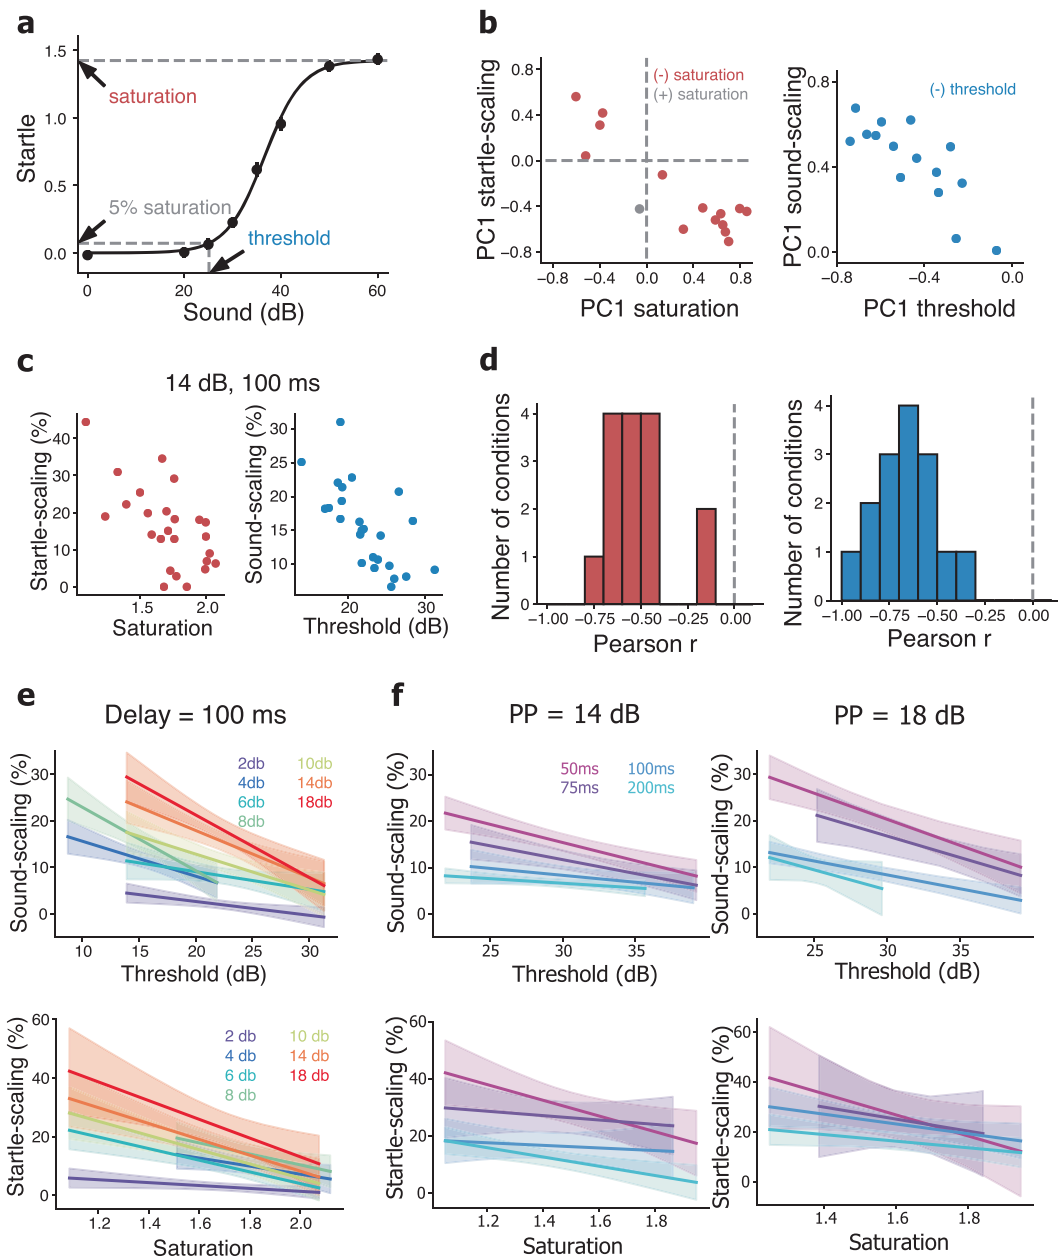 a
1.5
1.0
0.5
0.0
Startle
saturation
5% saturation
threshold
0
20
40
60
Sound (dB)
b
0.8
0.4
0.0
−0.4
−0.8
PC1 startle-scaling
(-) saturation
(+) saturation
−0.8
−0.4
0.0
0.4
0.8
PC1 saturation
0.8
0.4
0.0
PC1 sound-scaling
(-) threshold
−0.8
−0.4
0.0
PC1 threshold
c
14 dB, 100 ms
40
30
20
10
0
Startle-scaling (%)
1.5
2.0
Saturation
30
25
20
15
10
Sound-scaling (%)
20
30
Threshold (dB)
d
4
3
2
1
0
Number of conditions
−1.00
−0.75
−0.50
−0.25
0.00
Pearson r
4
3
2
1
0
Number of conditions
−1.00
−0.75
−0.50
−0.25
0.00
Pearson r
e
Delay = 100 ms
30
20
10
0
Sound-scaling (%)
2db
10db
4db
14db
6db
18db
8db
10
15
20
25
30
Threshold (dB)
60
40
20
0
Startle-scaling (%)
2 db
10 db
4 db
14 db
6 db
18 db
8 db
1.2
1.4
1.6
1.8
2.0
Saturation
f
PP = 14 dB
PP = 18 dB
30
20
10
0
Sound-scaling (%)
50ms
100ms
75ms
200ms
25
30
35
Threshold (dB)
30
20
10
0
Sound-scaling (%)
25
30
35
Threshold (dB)
60
40
20
0
Startle-scaling (%)
1.2
1.4
1.6
1.8
Saturation
60
40
20
0
Startle-scaling (%)
1.4
1.6
1.8
Saturation